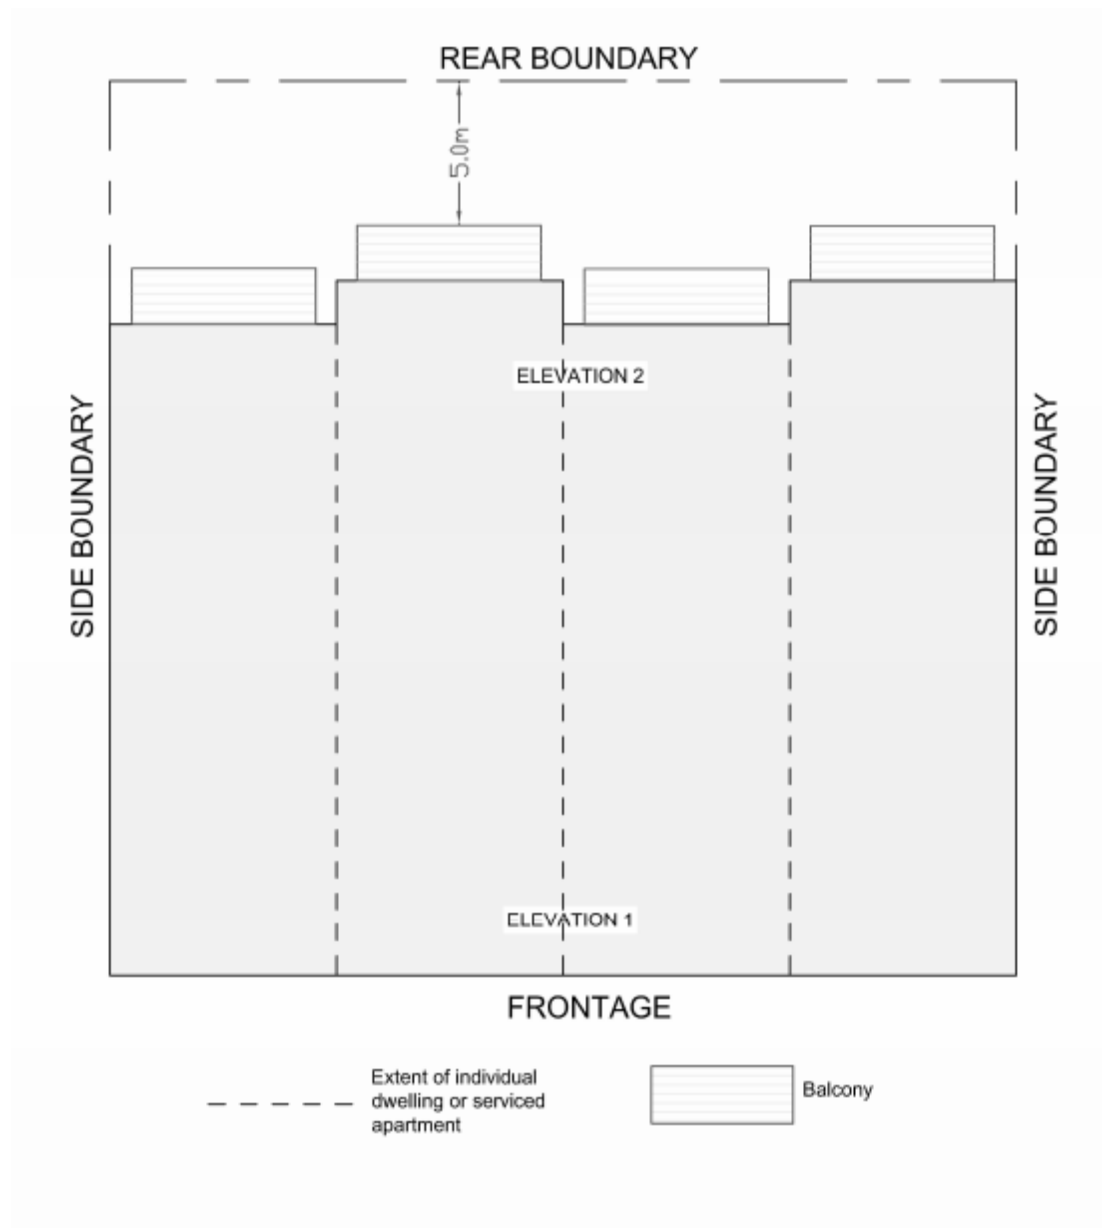 REAR BOUNDARY
5.0m
ELEVATION 2
SIDE BOUNDARY
SIDE BOUNDARY
ELEVATION 1
FRONTAGE
Extent of individual
dwelling or serviced
apartment
Balcony